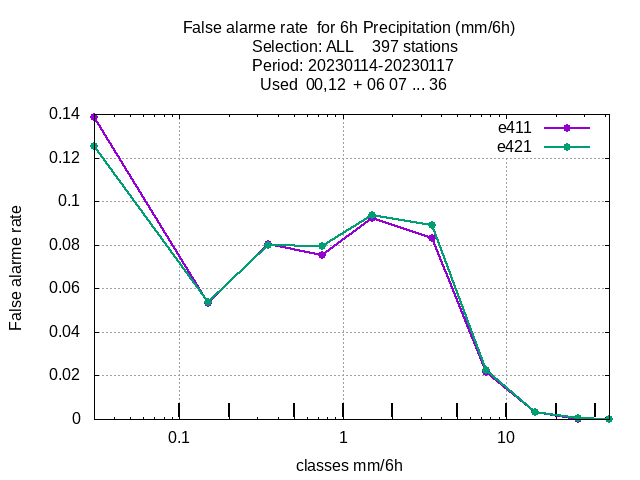 False alarme rate  for 6h Precipitation (mm/6h)
Selection: ALL    397 stations
Period: 20230114-20230117
Used  00,12  + 06 07 ... 36
e411
e421
0.14
0.12
0.1
0.08
0.06
0.04
0.02
0
False alarme rate
0.1
1
10
classes mm/6h